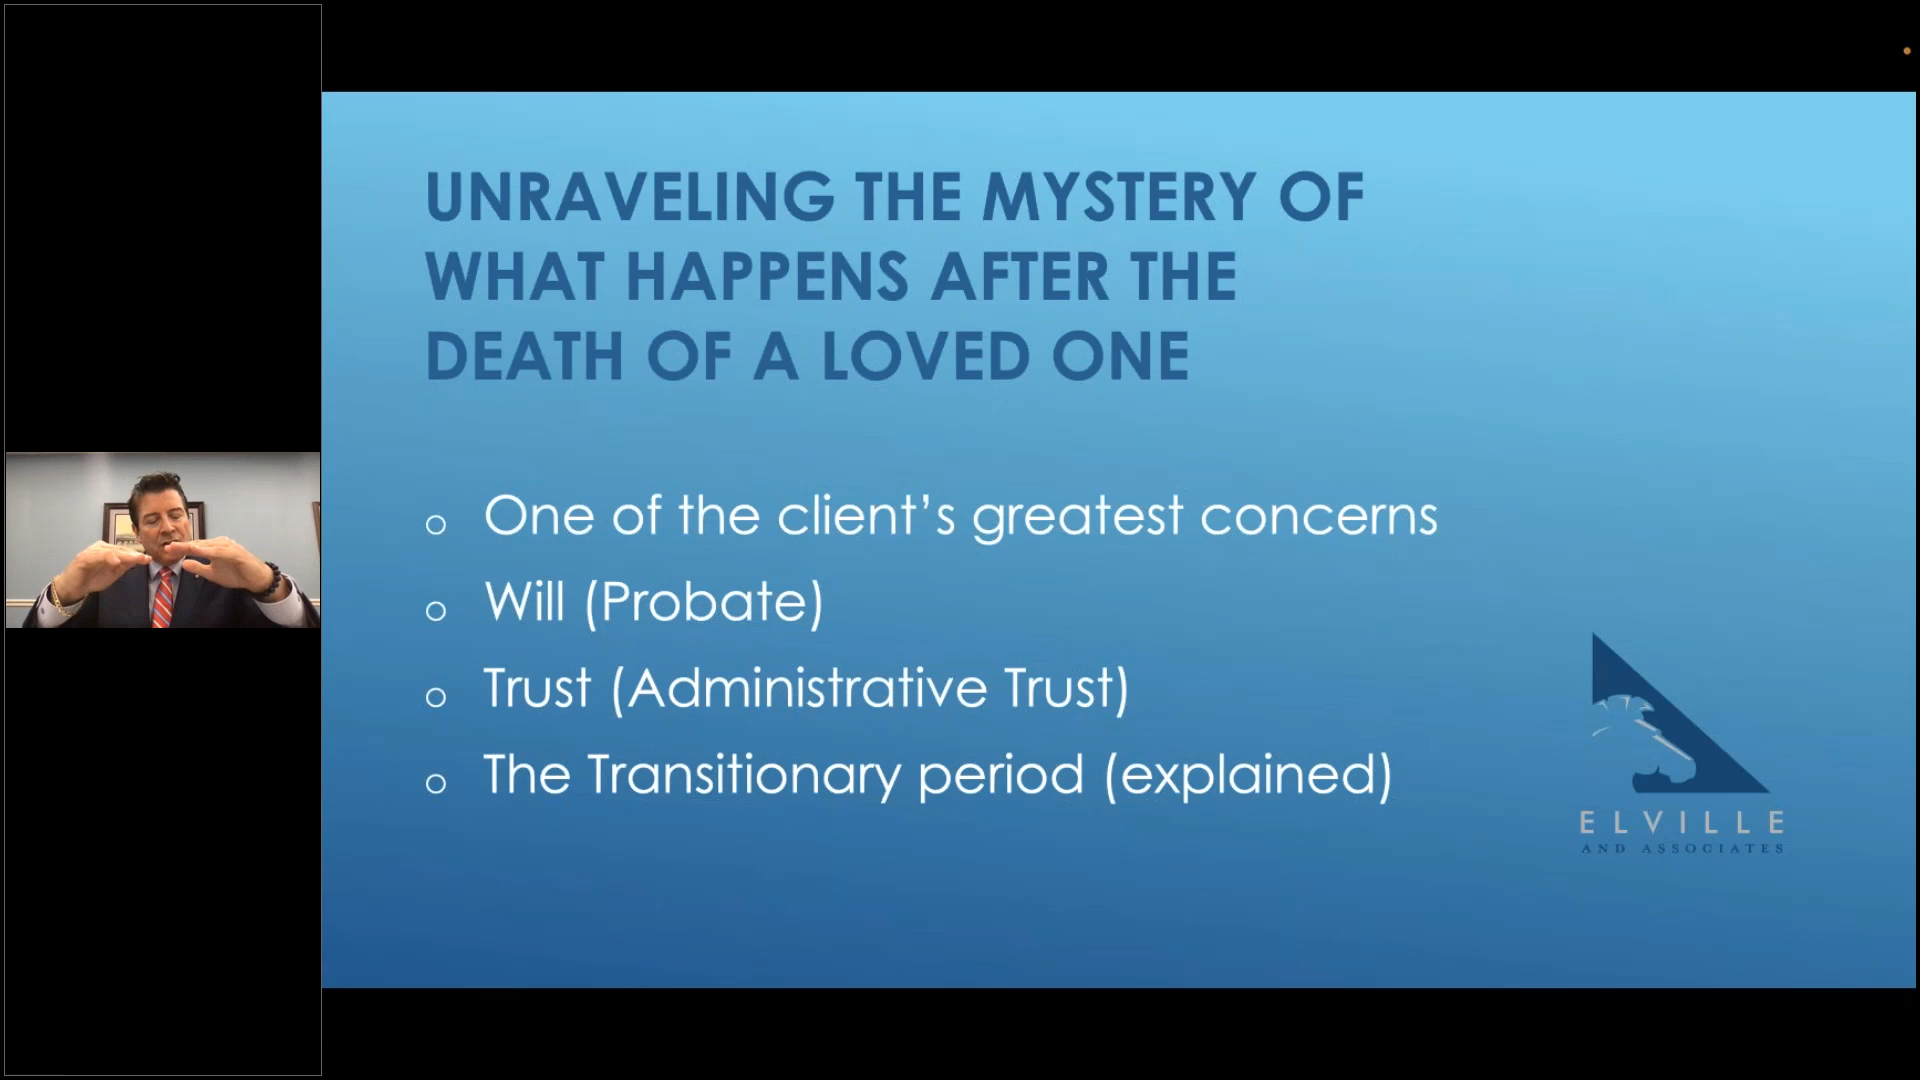 UNRAVELING THE MYSTERY OF
WHAT HAPPENS AFTER THE
DEATH OF A LOVED ONE
One of the client’s greatest concerns
Will (Probate)
Trust (Administrative Trust)
The Transitionary period (explained)
ELVILLE
AND ASSOCIATES